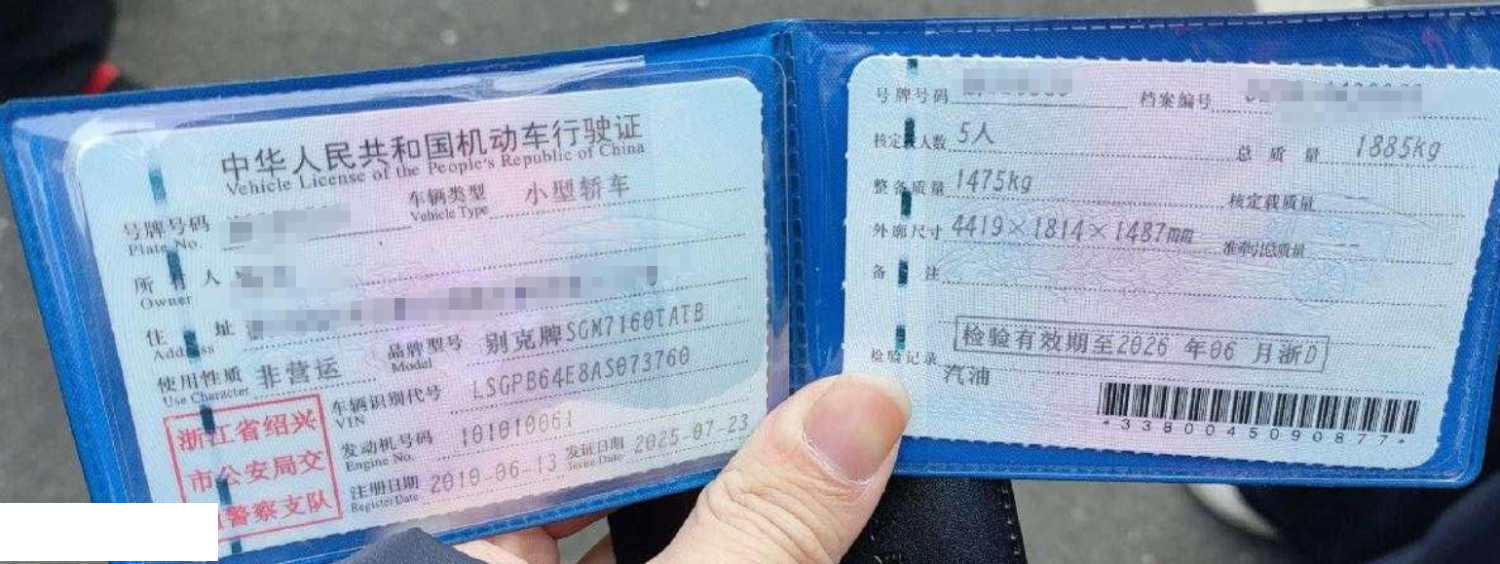 中华人民共和国机动车行驶证
Vehicle License of the People's Republic of China
号牌号码
Plate No.
车辆类型 小型轿车
Vehicle Type
所 人
Owner
住 址
Address
使用性质 非营运
Use Character
品牌型号 别克牌SGM7160TATB
Model
车辆识别代号 LSGPB64E8AS073760
VIN
发动机号码 101010061
Engine No.
注册日期 2010-06-13
Register Date
发证日期 2025-07-23
Issue Date
浙江省绍兴
市公安局交
警察支队
号牌号码
档案编号
核定 人数 5人
总质量 1885kg
整备质量 1475kg
核定载质量 --
外廓尺寸 4419×1814×1487mm
准牵引总质量 --
备 注
检验记录
检验有效期至2026 年06 月浙D
汽油
*3380045090877*